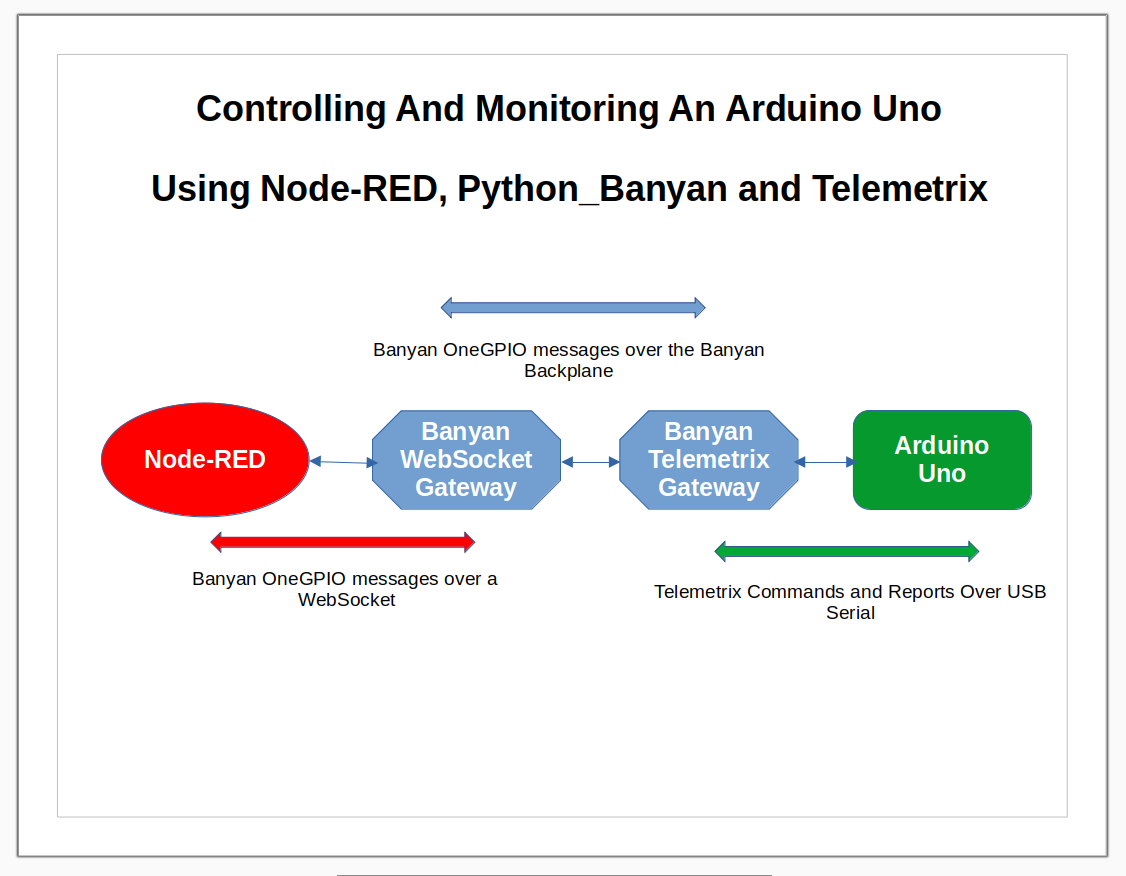 Controlling And Monitoring An Arduino Uno
Using Node-RED, Python_Banyan and Telemetrix
Banyan OneGPIO messages over the Banyan
Backplane
Node-RED
Banyan
WebSocket
Gateway
Banyan
Telemetrix
Gateway
Arduino
Uno
Banyan OneGPIO messages over a
WebSocket
Telemetrix Commands and Reports Over USB
Serial